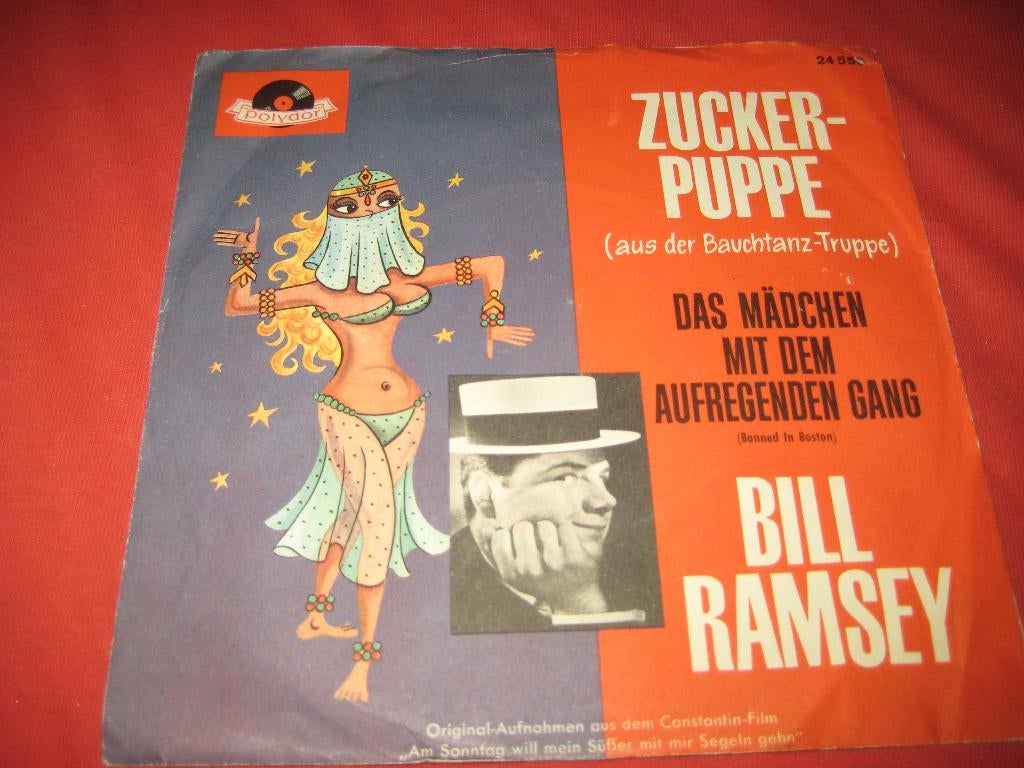 polydor
24 553
ZUCKER-
PUPPE
(aus der Bauchtanz-Truppe)
DAS MÄDCHEN
MIT DEM
AUFREGENDEN GANG
(Banned In Boston)
BILL
RAMSEY
Original-Aufnahmen aus dem Constantin-Film
„Am Sonntag will mein Süßer mit mir Segeln gehn"